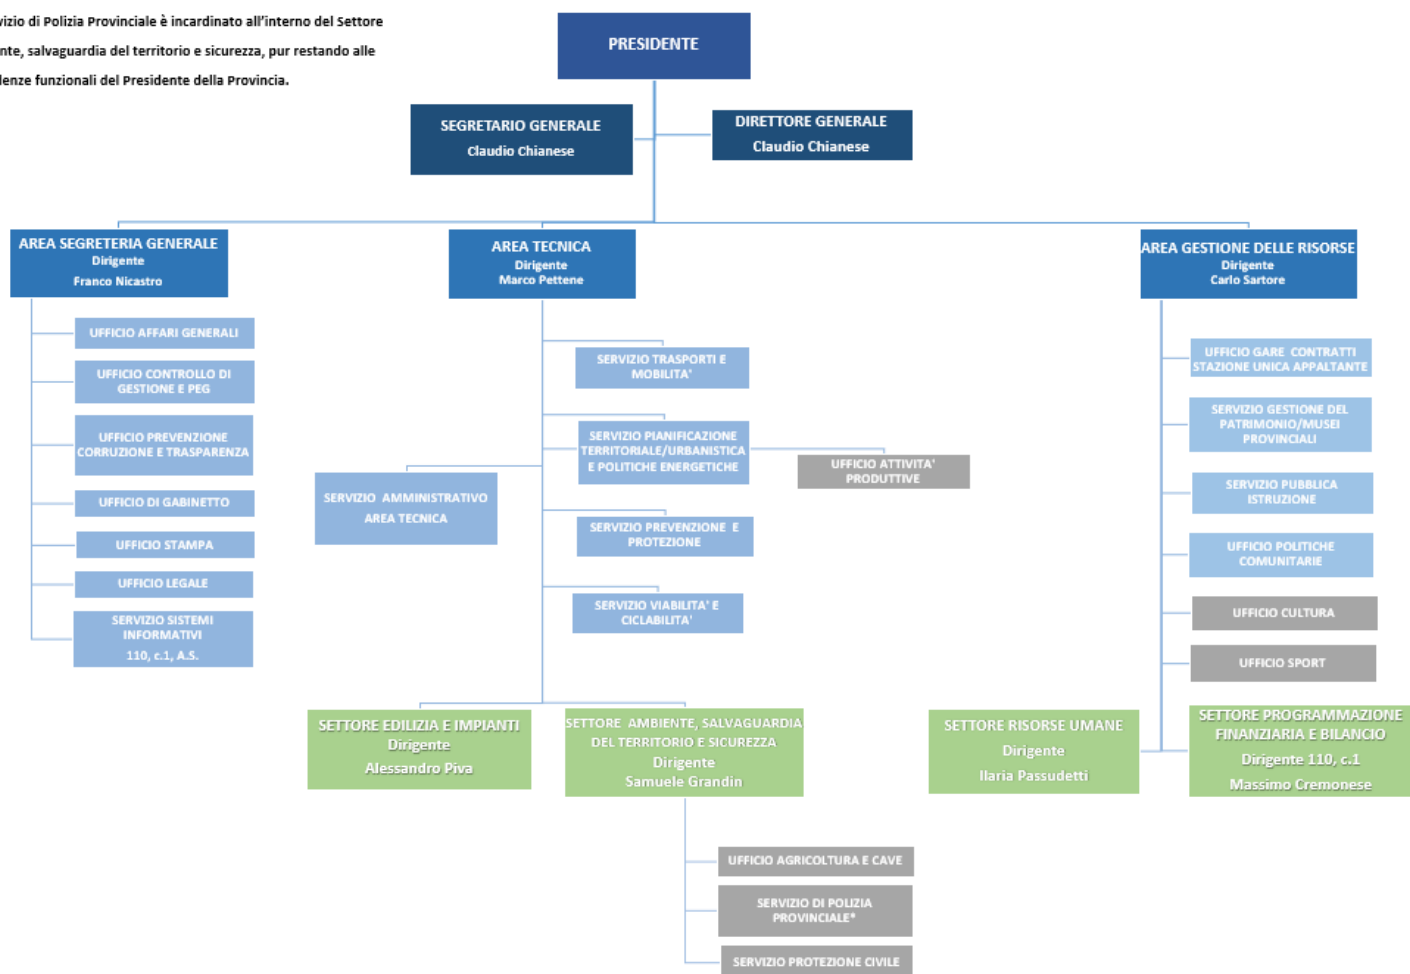 vizio di Polizia Provinciale è incardinato all'interno del Settore
nte, salvaguardia del territorio e sicurezza, pur restando alle
denze funzionali del Presidente della Provincia.
PRESIDENTE
SEGRETARIO GENERALE
Claudio Chianese
DIRETTORE GENERALE
Claudio Chianese
AREA SEGRETERIA GENERALE
Dirigente
Franco Nicastro
UFFICIO AFFARI GENERALI
UFFICIO CONTROLLO DI
GESTIONE E PEG
UFFICIO PREVENZIONE
CORRUZIONE E TRASPARENZA
UFFICIO DI GABINETTO
UFFICIO STAMPA
UFFICIO LEGALE
SERVIZIO SISTEMI
INFORMATIVI
110, c.1, A.S.
AREA TECNICA
Dirigente
Marco Pettene
SERVIZIO TRASPORTI E
MOBILITA'
SERVIZIO PIANIFICAZIONE
TERRITORIALE/URBANISTICA
E POLITICHE ENERGETICHE
UFFICIO ATTIVITA'
PRODUTTIVE
SERVIZIO AMMINISTRATIVO
AREA TECNICA
SERVIZIO PREVENZIONE E
PROTEZIONE
SERVIZIO VIABILITA' E
CICLABILITA'
SETTORE EDILIZIA E IMPIANTI
Dirigente
Alessandro Piva
SETTORE AMBIENTE, SALVAGUARDIA
DEL TERRITORIO E SICUREZZA
Dirigente
Samuele Grandin
UFFICIO AGRICOLTURA E CAVE
SERVIZIO DI POLIZIA
PROVINCIALE*
SERVIZIO PROTEZIONE CIVILE
AREA GESTIONE DELLE RISORSE
Dirigente
Carlo Sartore
UFFICIO GARE CONTRATTI
STAZIONE UNICA APPALTANTE
SERVIZIO GESTIONE DEL
PATRIMONIO/MUSEI
PROVINCIALI
SERVIZIO PUBBLICA
ISTRUZIONE
UFFICIO POLITICHE
COMUNITARIE
UFFICIO CULTURA
UFFICIO SPORT
SETTORE RISORSE UMANE
Dirigente
Ilaria Passudetti
SETTORE PROGRAMMAZIONE
FINANZIARIA E BILANCIO
Dirigente 110, c.1
Massimo Cremonese